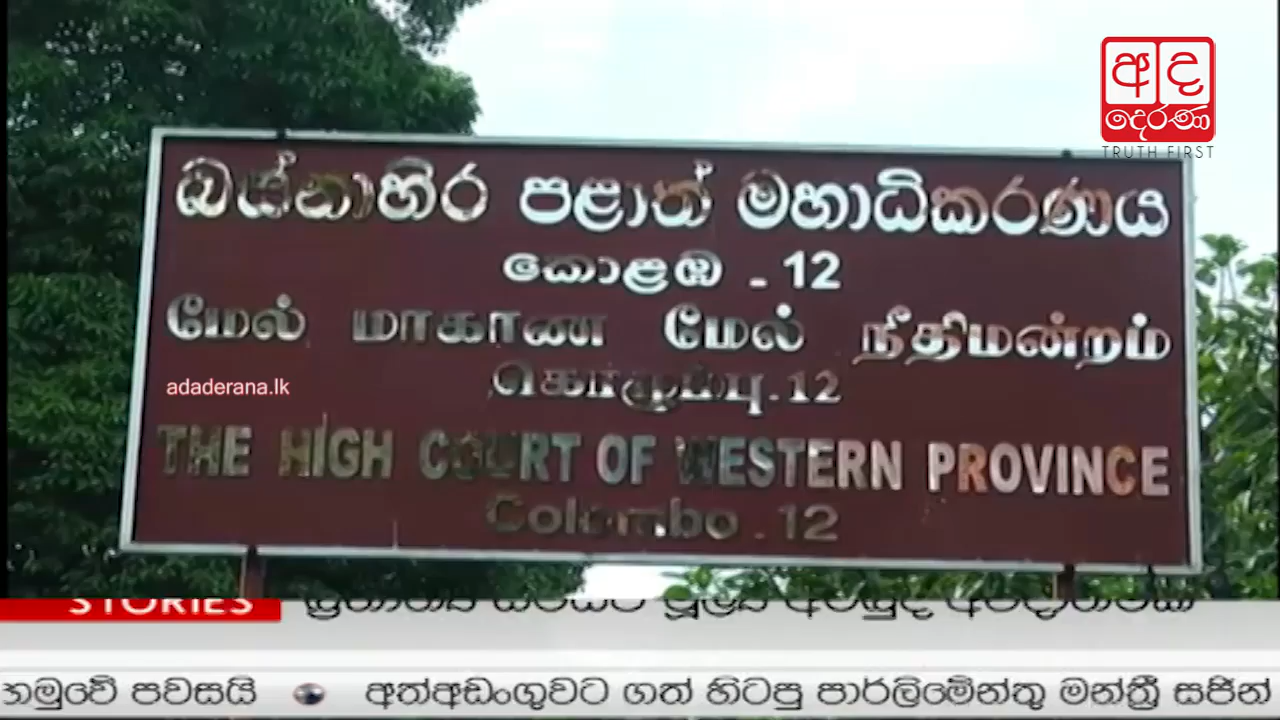 අද
දෙරණ
TRUTH FIRST
බස්නාහිර පළාත් මහාධිකරණය
කොළඹ - 12
மேல் மாகாண மேல் நீதிமன்றம்
adaderana.lk
கொழும்பு.12
THE HIGH COURT OF WESTERN PROVINCE
Colombo . 12
STORIES
නමුවේ පවසයි අත්අඩංගුවට ගත් හිටපු පාර්ලිමේන්තු මන්ත්‍රී සජින්